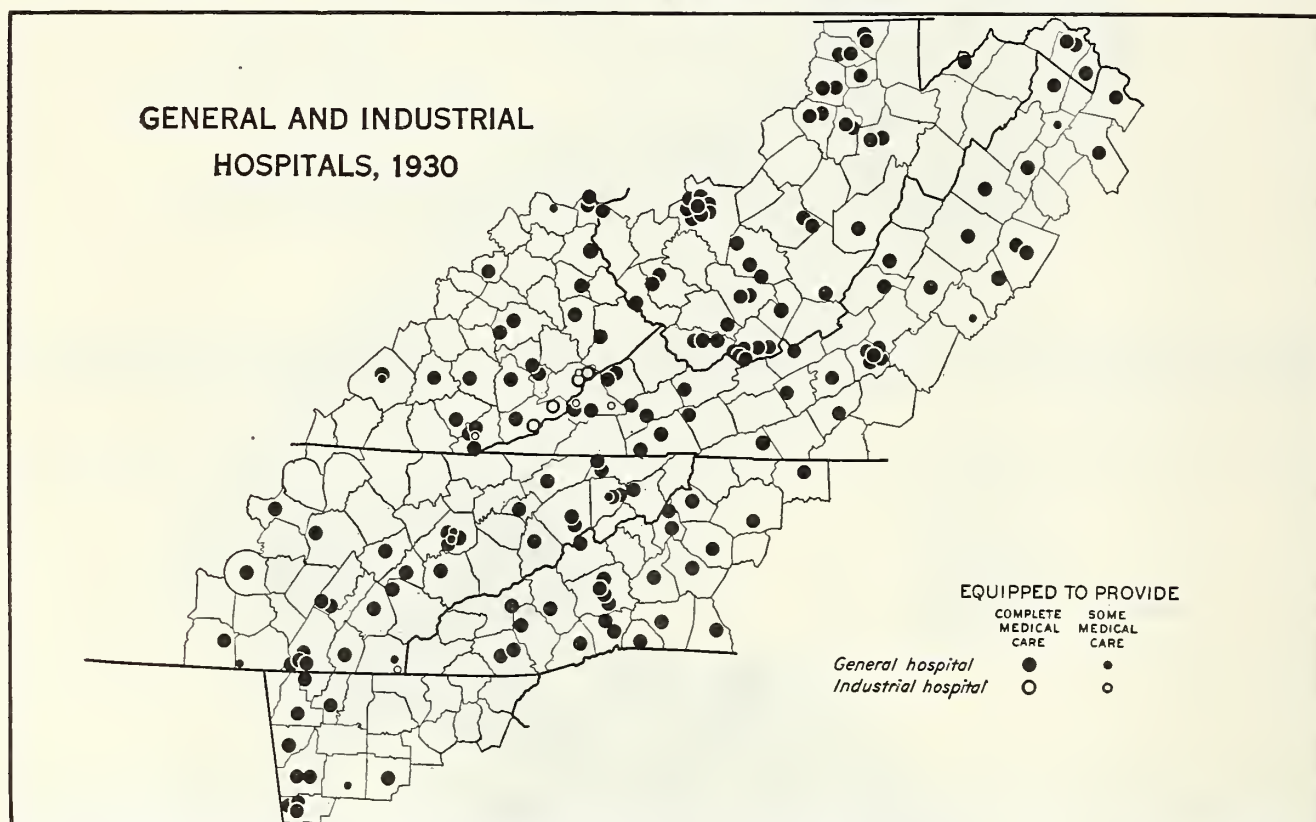 GENERAL AND INDUSTRIAL
HOSPITALS, 1930
EQUIPPED TO PROVIDE
COMPLETE SOME
MEDICAL MEDICAL
CARE CARE
General hospital
Industrial hospital